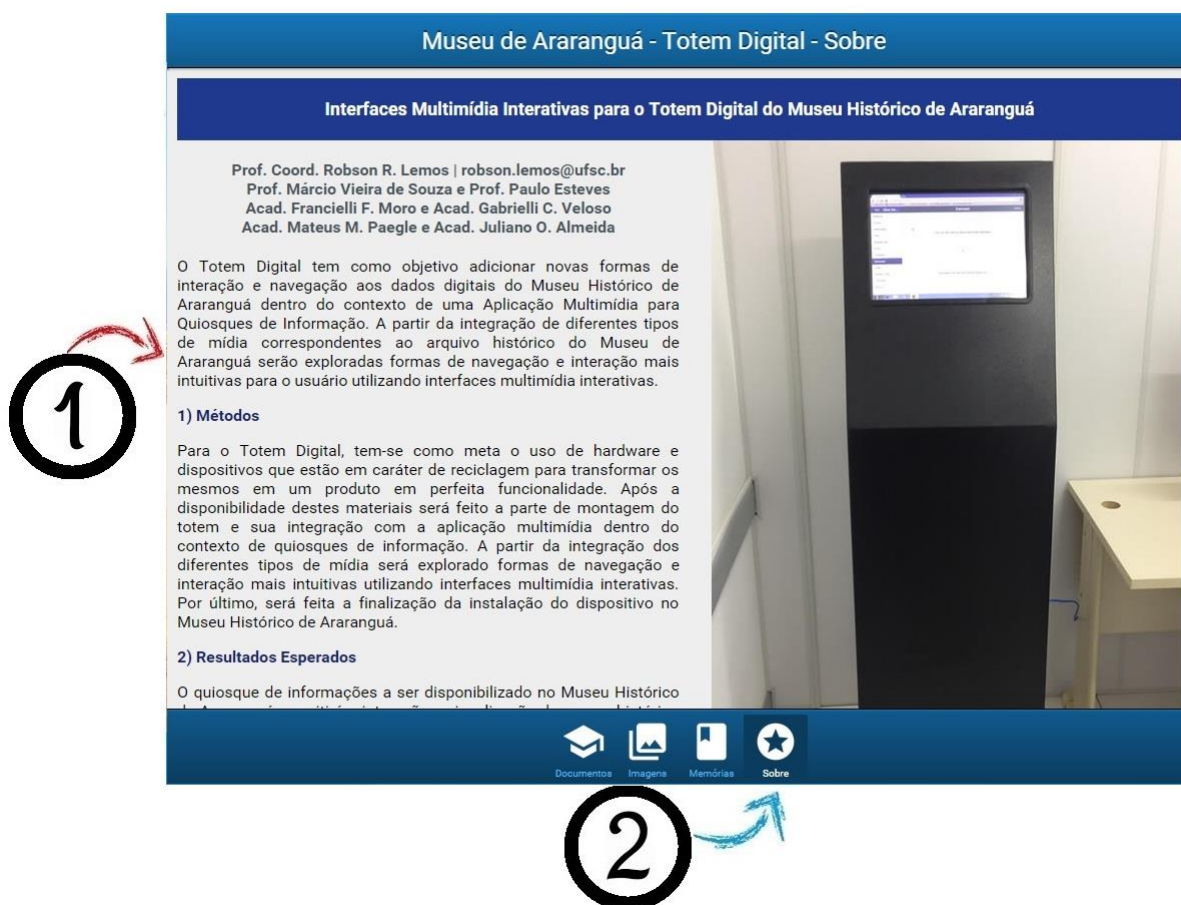 Museu de Araranguá - Totem Digital - Sobre
Interfaces Multimídia Interativas para o Totem Digital do Museu Histórico de Araranguá
Prof. Coord. Robson R. Lemos | robson.lemos@ufsc.br
Prof. Márcio Vieira de Souza e Prof. Paulo Esteves
Acad. Francielli F. Moro e Acad. Gabrielli C. Veloso
Acad. Mateus M. Paegle e Acad. Juliano O. Almeida
O Totem Digital tem como objetivo adicionar novas formas de
interação e navegação aos dados digitais do Museu Histórico de
Araranguá dentro do contexto de uma Aplicação Multimídia para
Quiosques de Informação. A partir da integração de diferentes tipos
de mídia correspondentes ao arquivo histórico do Museu de
Araranguá serão exploradas formas de navegação e interação mais
intuitivas para o usuário utilizando interfaces multimídia interativas.
1
1) Métodos
Para o Totem Digital, tem-se como meta o uso de hardware e
dispositivos que estão em caráter de reciclagem para transformar os
mesmos em um produto em perfeita funcionalidade. Após a
disponibilidade destes materiais será feito a parte de montagem do
totem e sua integração com a aplicação multimídia dentro do
contexto de quiosques de informação. A partir da integração dos
diferentes tipos de mídia será explorado formas de navegação e
interação mais intuitivas utilizando interfaces multimídia interativas.
Por último, será feita a finalização da instalação do dispositivo no
Museu Histórico de Araranguá.
2) Resultados Esperados
O quiosque de informações a ser disponibilizado no Museu Histórico
Documentos Imagens Memórias Sobre
2